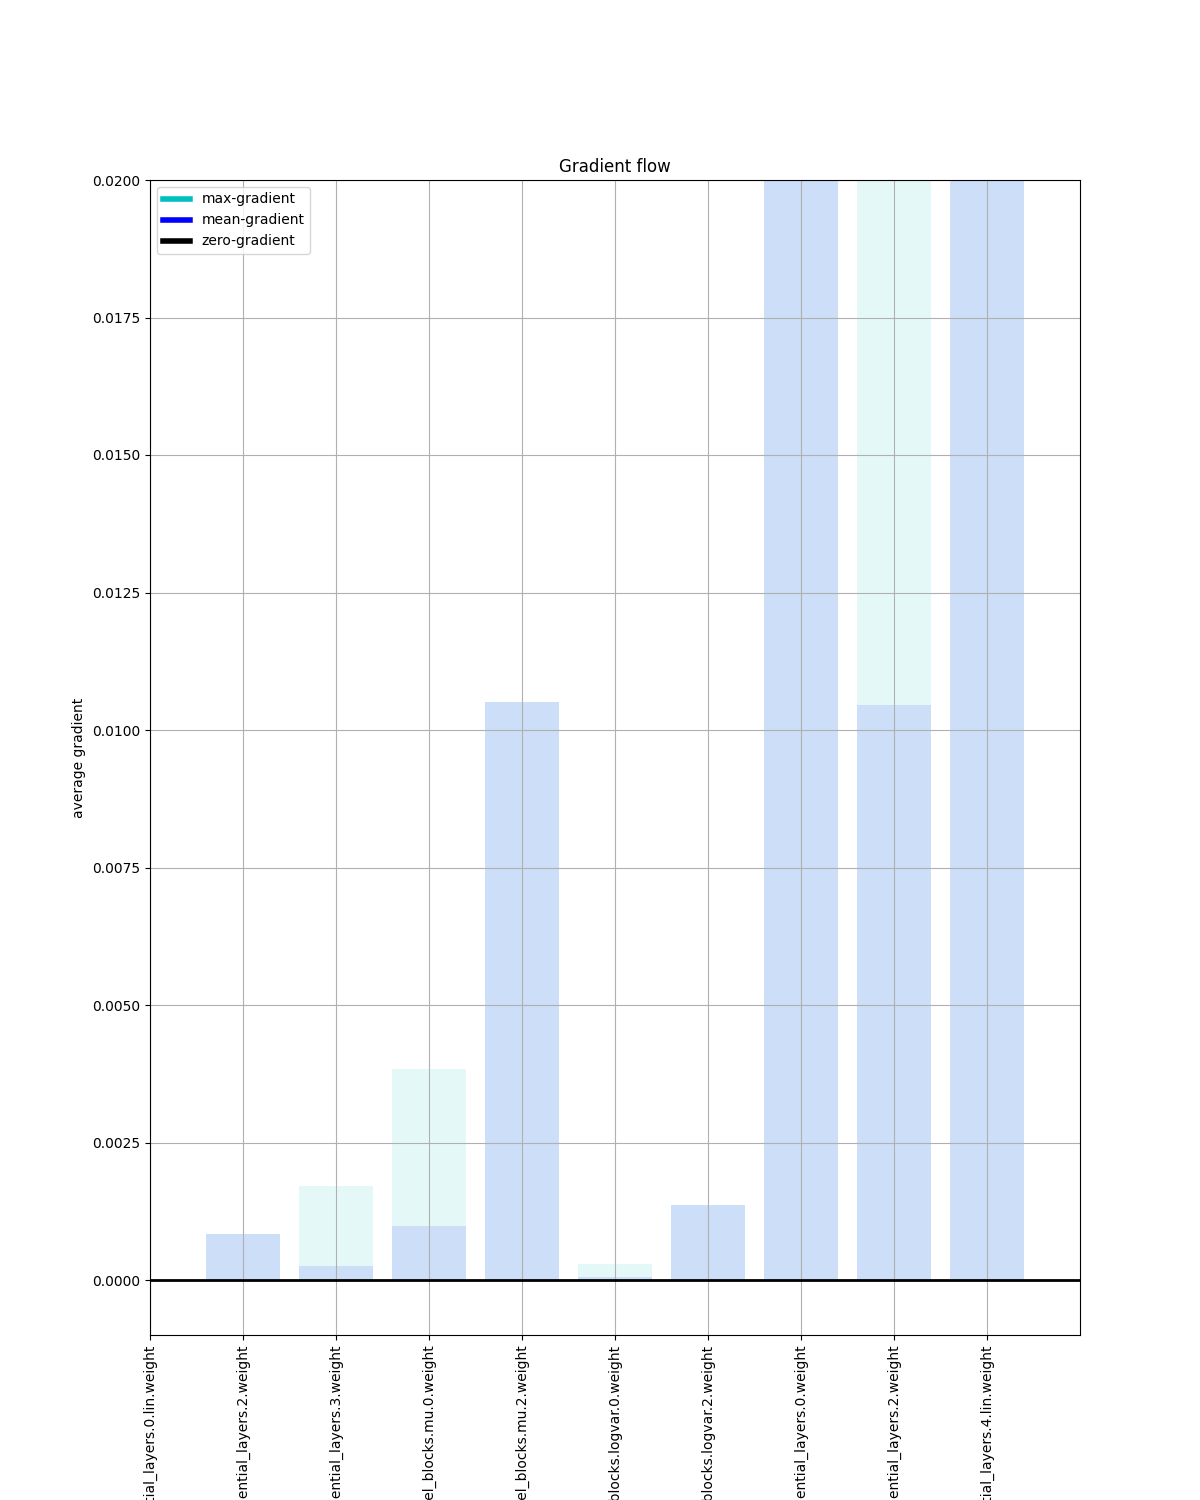 Gradient flow
max-gradient
mean-gradient
zero-gradient
average gradient
0.0200
0.0175
0.0150
0.0125
0.0100
0.0075
0.0050
0.0025
0.0000
tial_layers.0.lin.weight
ential_layers.2.weight
ential_layers.3.weight
el_blocks.mu.0.weight
el_blocks.mu.2.weight
blocks.logvar.0.weight
blocks.logvar.2.weight
ential_layers.0.weight
ential_layers.2.weight
tial_layers.4.lin.weight